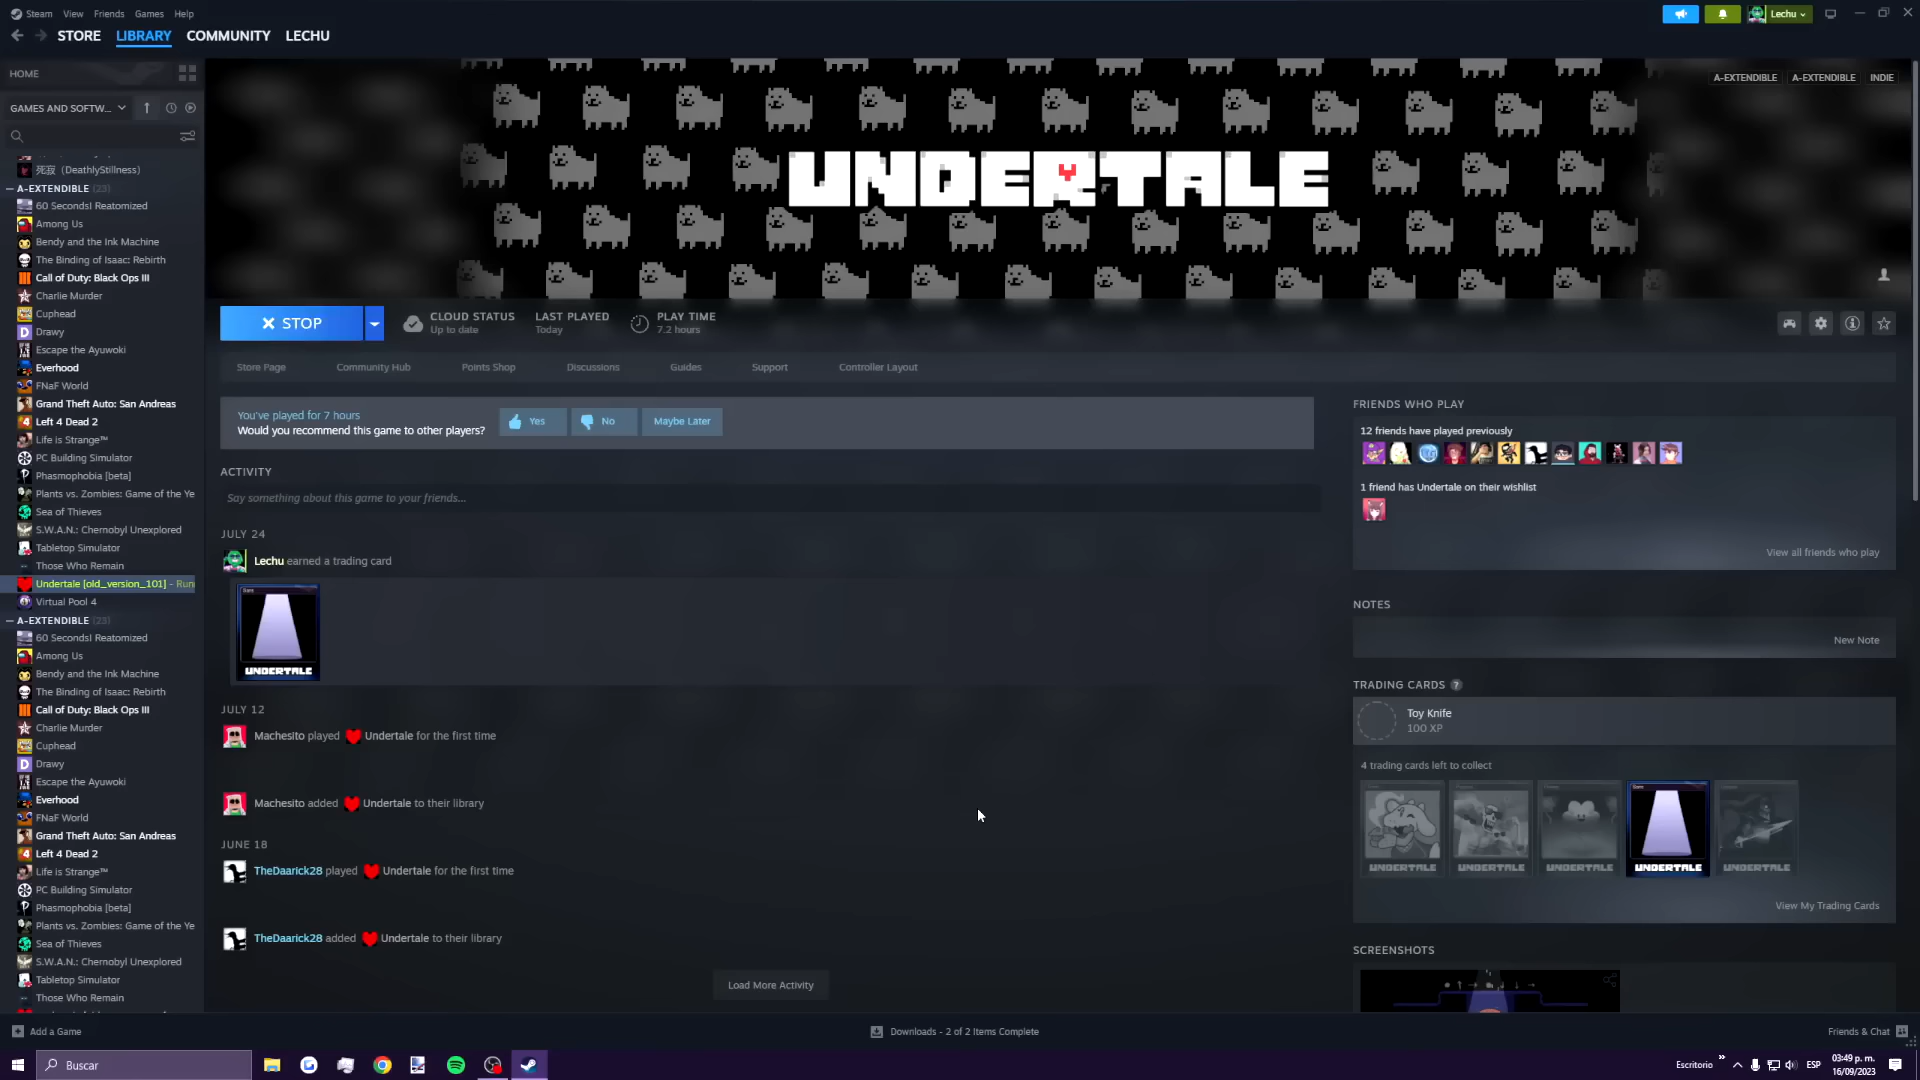 Steam View Friends Games Help
Lechu
STORE LIBRARY COMMUNITY LECHU
HOME
GAMES AND SOFTW...
死寂（DeathlyStillness）
A-EXTENDIBLE (23)
60 Seconds! Reatomized
Among Us
Bendy and the Ink Machine
The Binding of Isaac: Rebirth
Call of Duty: Black Ops III
Charlie Murder
Cuphead
Drawy
Escape the Ayuwoki
Everhood
FNaF World
Grand Theft Auto: San Andreas
Left 4 Dead 2
Life is Strange™
PC Building Simulator
Phasmophobia [beta]
Plants vs. Zombies: Game of the Ye
Sea of Thieves
S.W.A.N.: Chernobyl Unexplored
Tabletop Simulator
Those Who Remain
Undertale [old_version_101] - Run
Virtual Pool 4
A-EXTENDIBLE (23)
60 Seconds! Reatomized
Among Us
Bendy and the Ink Machine
The Binding of Isaac: Rebirth
Call of Duty: Black Ops III
Charlie Murder
Cuphead
Drawy
Escape the Ayuwoki
Everhood
FNaF World
Grand Theft Auto: San Andreas
Left 4 Dead 2
Life is Strange™
PC Building Simulator
Phasmophobia [beta]
Plants vs. Zombies: Game of the Ye
Sea of Thieves
S.W.A.N.: Chernobyl Unexplored
Tabletop Simulator
Those Who Remain
A-EXTENDIBLE A-EXTENDIBLE INDIE
UNDERTALE
STOP
CLOUD STATUS
Up to date
LAST PLAYED
Today
PLAY TIME
7.2 hours
Store Page Community Hub Points Shop Discussions Guides Support Controller Layout
You've played for 7 hours
Would you recommend this game to other players?
Yes No Maybe Later
ACTIVITY
Say something about this game to your friends...
JULY 24
Lechu earned a trading card
UNDERTALE
JULY 12
Machesito played Undertale for the first time
Machesito added Undertale to their library
JUNE 18
TheDaarick28 played Undertale for the first time
TheDaarick28 added Undertale to their library
Load More Activity
FRIENDS WHO PLAY
12 friends have played previously
1 friend has Undertale on their wishlist
View all friends who play
NOTES
New Note
TRADING CARDS ?
Toy Knife
100 XP
4 trading cards left to collect
UNDERTALE UNDERTALE UNDERTALE UNDERTALE UNDERTALE
View My Trading Cards
SCREENSHOTS
Add a Game
Downloads - 2 of 2 Items Complete
Friends & Chat
Buscar
Escritorio
ESP
03:49 p. m.
16/09/2023